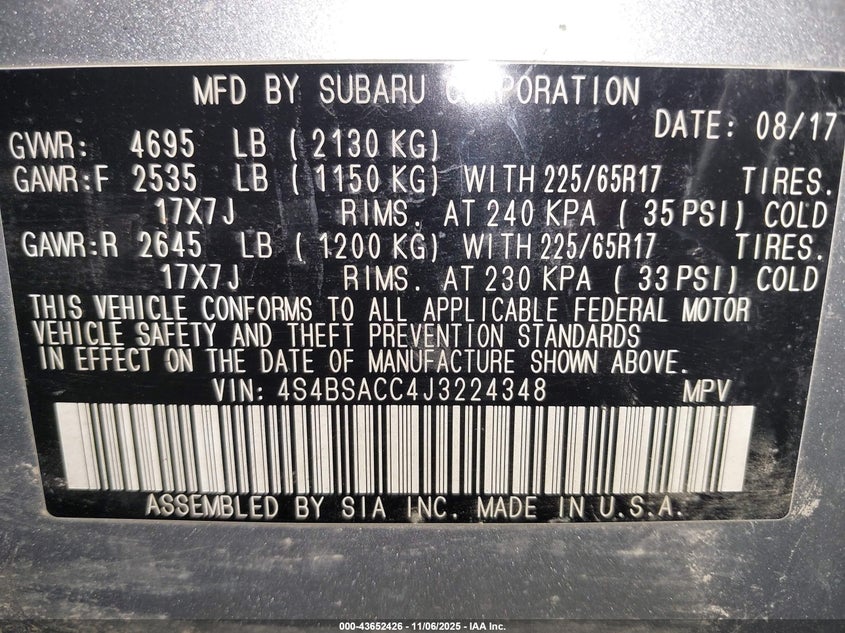 MFD BY SUBARU CORPORATION
DATE: 08/17
GVWR: 4695 LB ( 2130 KG)
GAWR:F 2535 LB ( 1150 KG) WITH 225/65R17 TIRES.
17X7J RIMS. AT 240 KPA ( 35 PSI) COLD
GAWR:R 2645 LB ( 1200 KG) WITH 225/65R17 TIRES.
17X7J RIMS. AT 230 KPA ( 33 PSI) COLD
THIS VEHICLE CONFORMS TO ALL APPLICABLE FEDERAL MOTOR
VEHICLE SAFETY AND THEFT PREVENTION STANDARDS
IN EFFECT ON THE DATE OF MANUFACTURE SHOWN ABOVE.
VIN: 4S4BSACC4J3224348 MPV
ASSEMBLED BY SIA INC. MADE IN U.S.A.
000-43652426 - 11/06/2025 - IAA Inc.